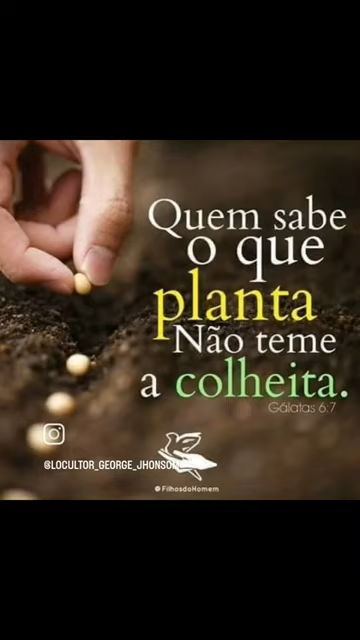 Quem sabe
o que
planta
Não teme
a colheita.
Gálatas 6:7
@LOCULTOR_GEORGE_JHONSON
FilhosdoHomem